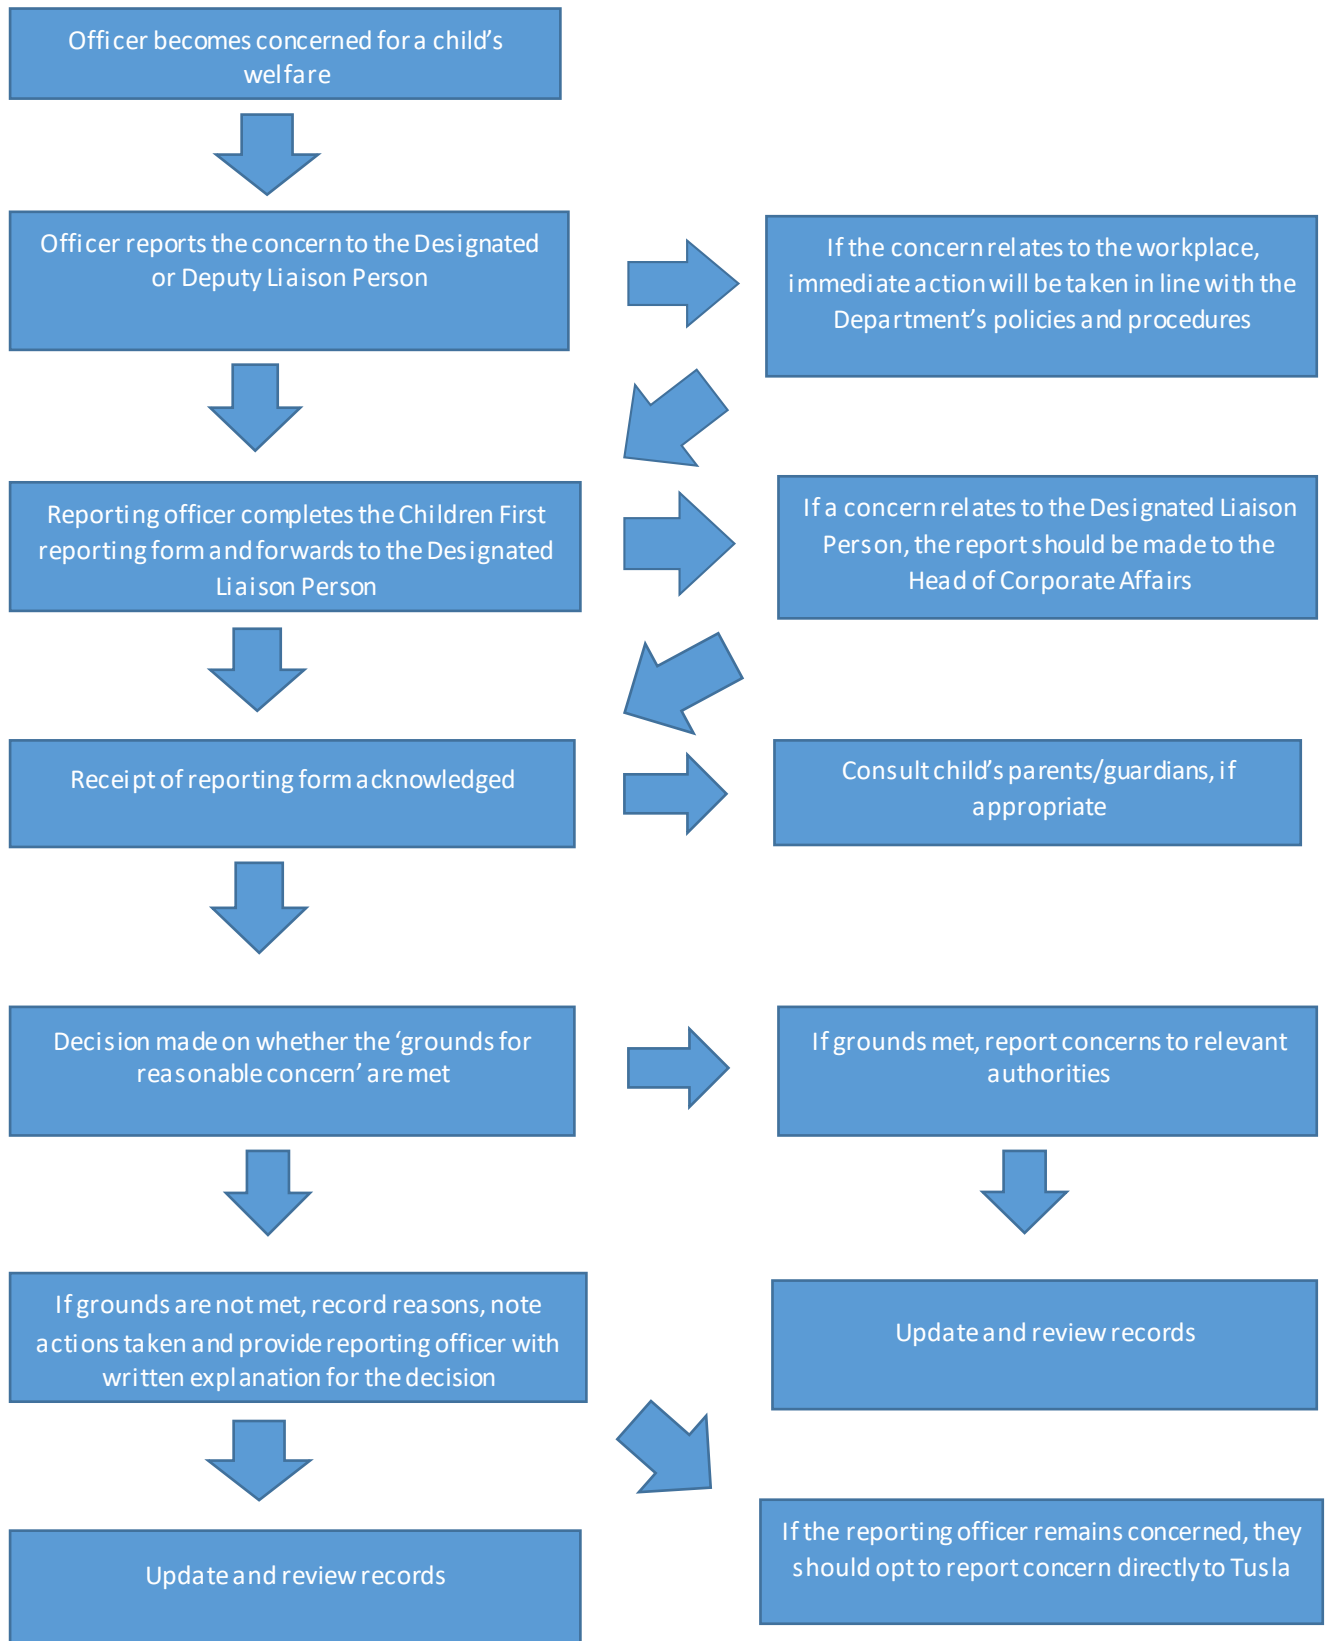 Officer becomes concerned for a child’s
welfare
Officer reports the concern to the Designated
or Deputy Liaison Person
If the concern relates to the workplace,
immediate action will be taken in line with the
Department’s policies and procedures
Reporting officer completes the Children First
reporting form and forwards to the Designated
Liaison Person
If a concern relates to the Designated Liaison
Person, the report should be made to the
Head of Corporate Affairs
Receipt of reporting form acknowledged
Consult child’s parents/guardians, if
appropriate
Decision made on whether the ‘grounds for
reasonable concern’ are met
If grounds met, report concerns to relevant
authorities
If grounds are not met, record reasons, note
actions taken and provide reporting officer with
written explanation for the decision
Update and review records
Update and review records
If the reporting officer remains concerned, they
should opt to report concern directly to Tusla